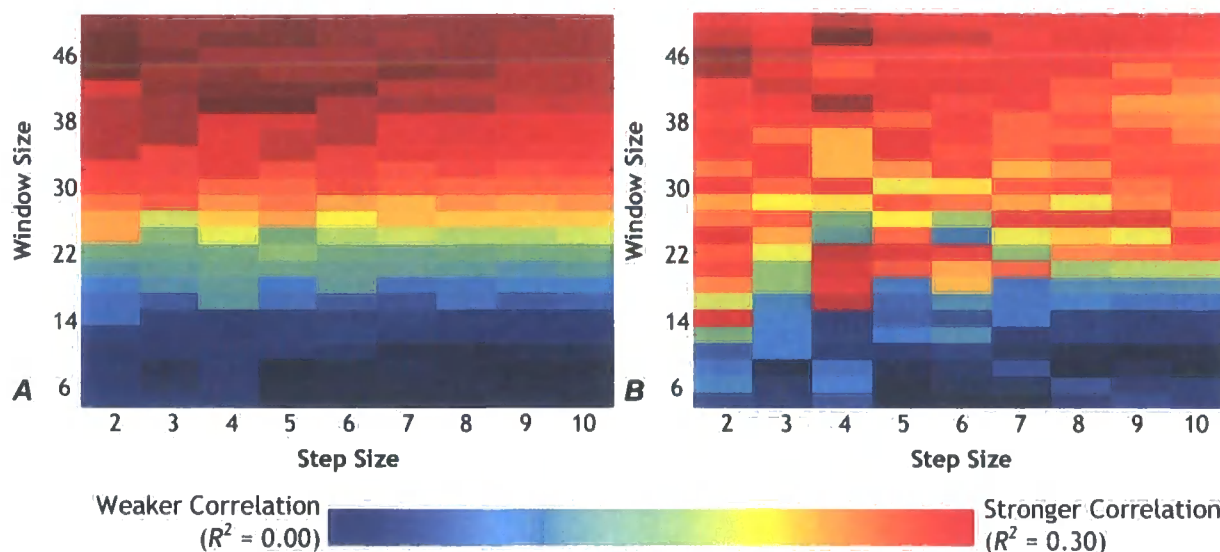 Window Size
46
38
30
22
14
6
A
2 3 4 5 6 7 8 9 10
Step Size
Window Size
46
38
30
22
14
6
B
2 3 4 5 6 7 8 9 10
Step Size
Weaker Correlation
(R² = 0.00)
Stronger Correlation
(R² = 0.30)